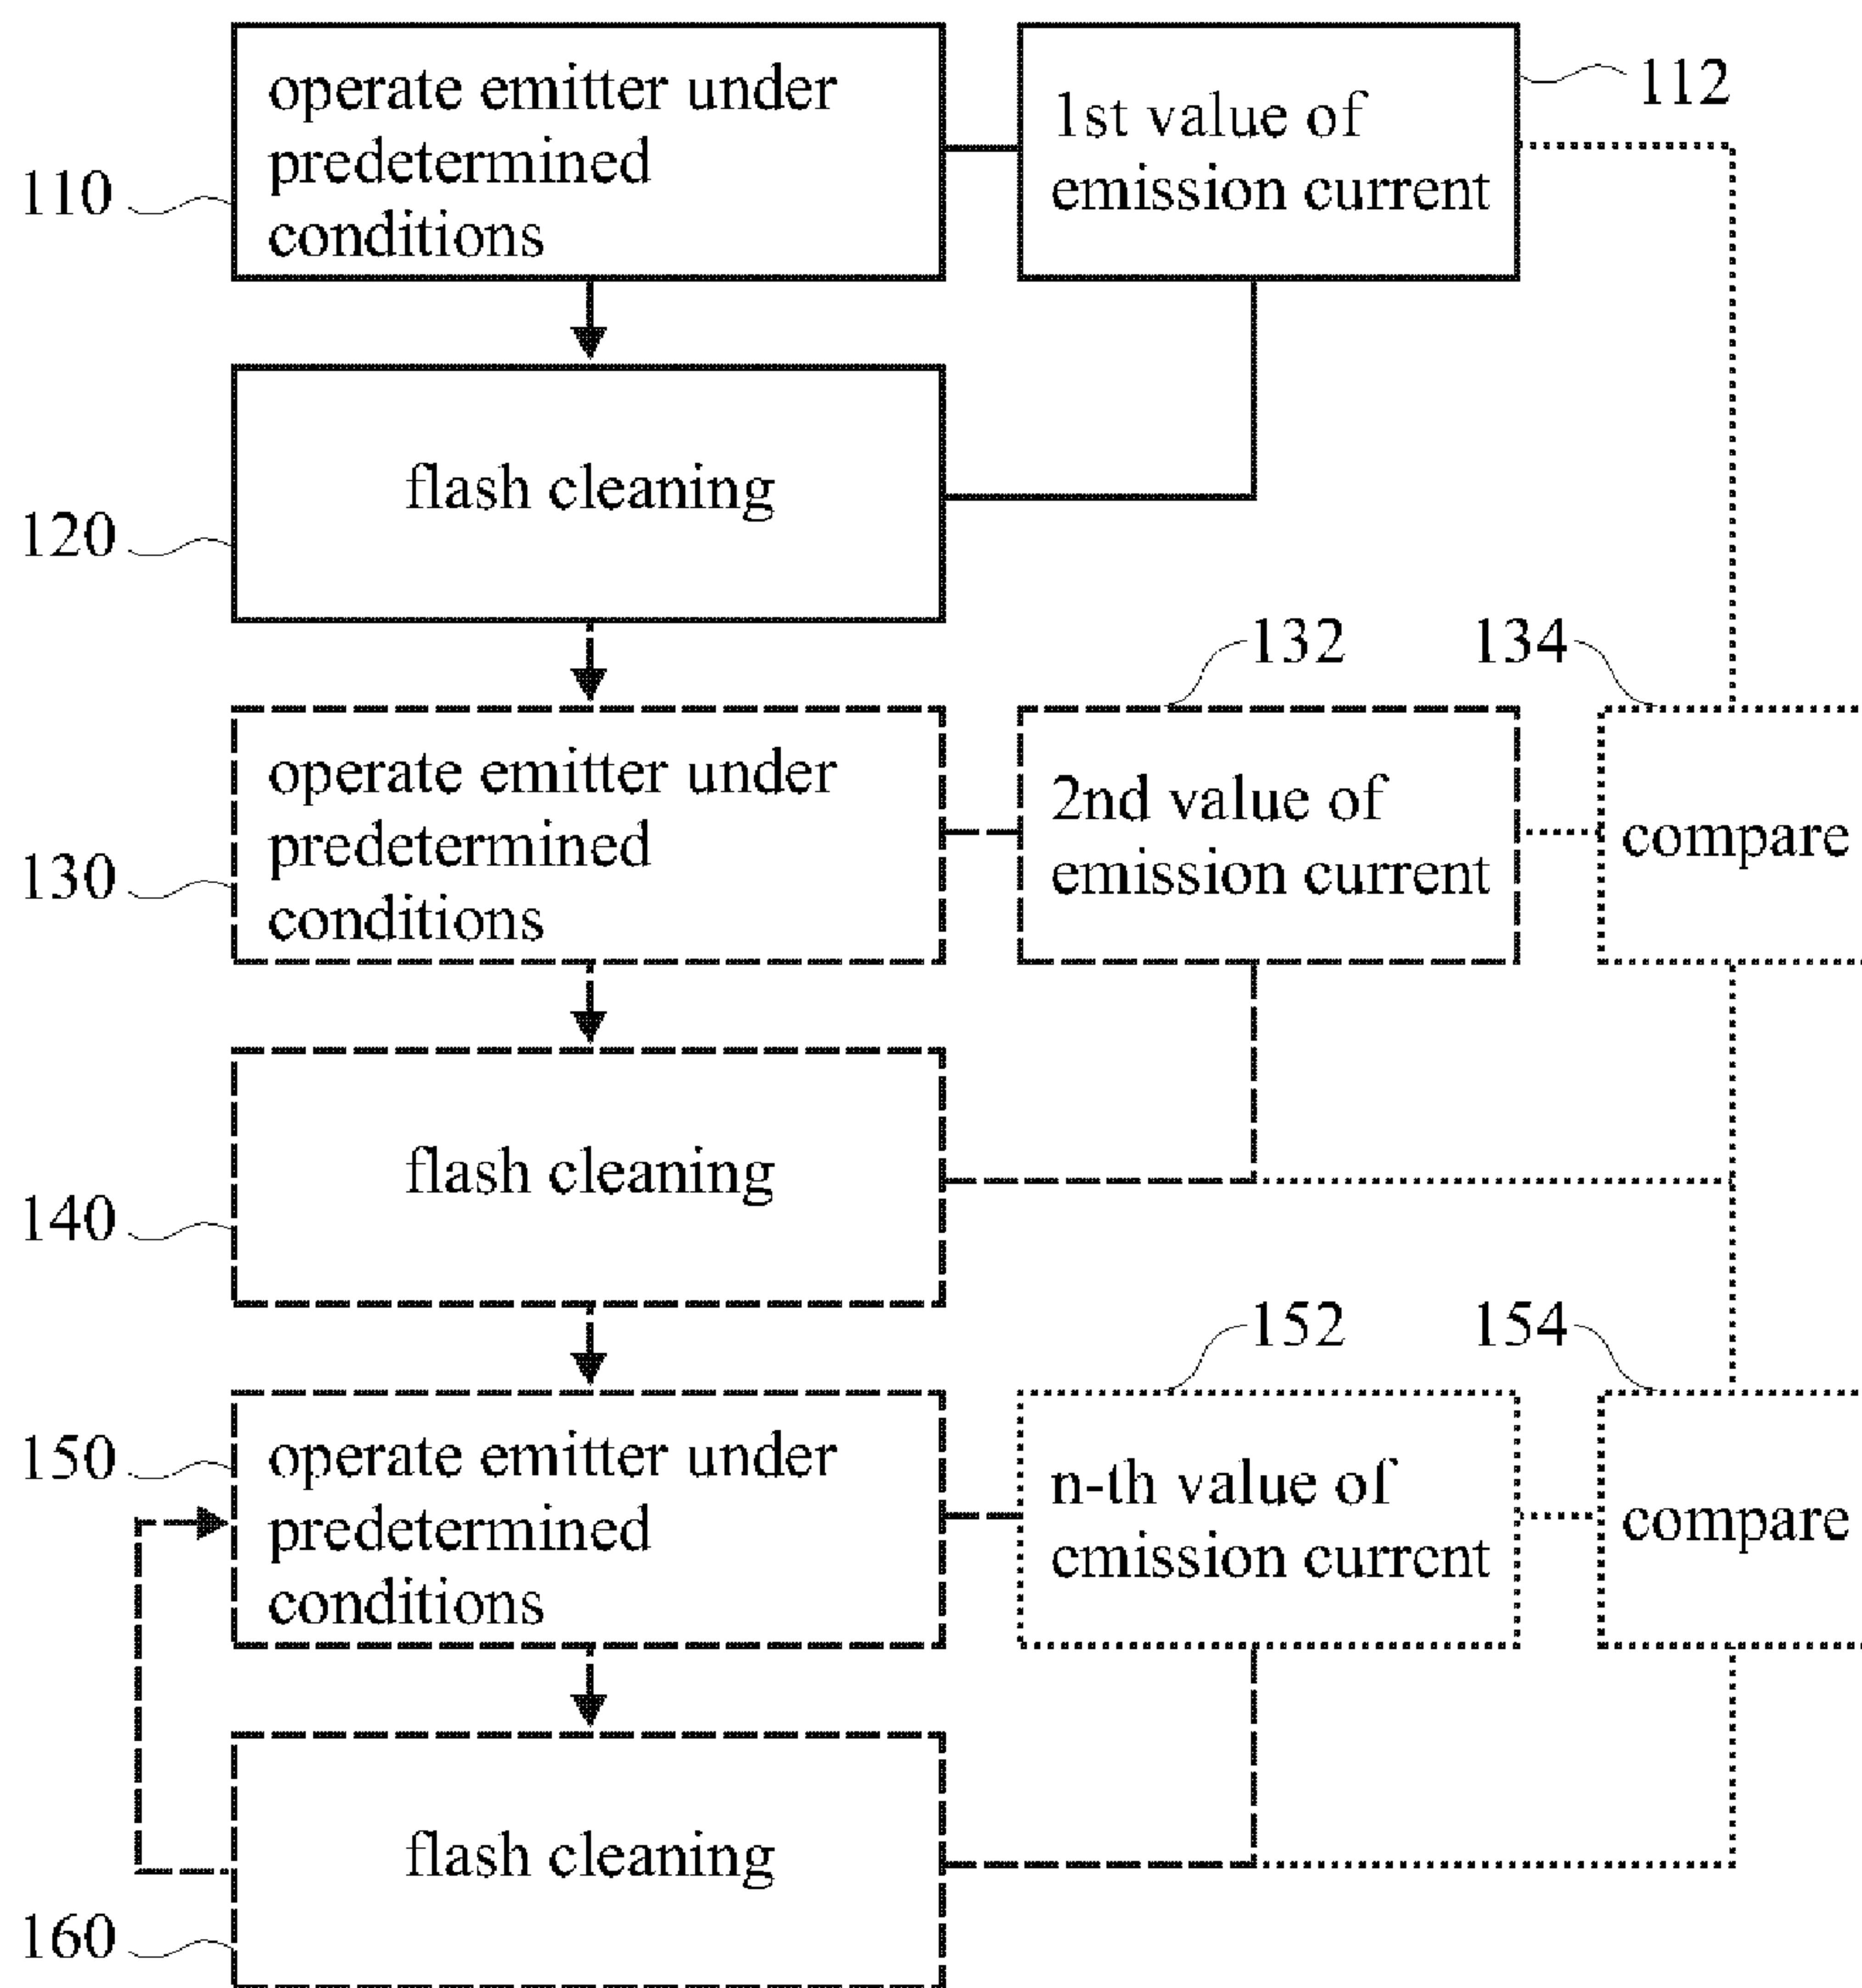 operate emitter under
predetermined
conditions
110
1st value of
emission current
112
flash cleaning
120
132
134
operate emitter under
predetermined
conditions
130
2nd value of
emission current
compare
flash cleaning
140
152
154
150
operate emitter under
predetermined
conditions
n-th value of
emission current
compare
flash cleaning
160